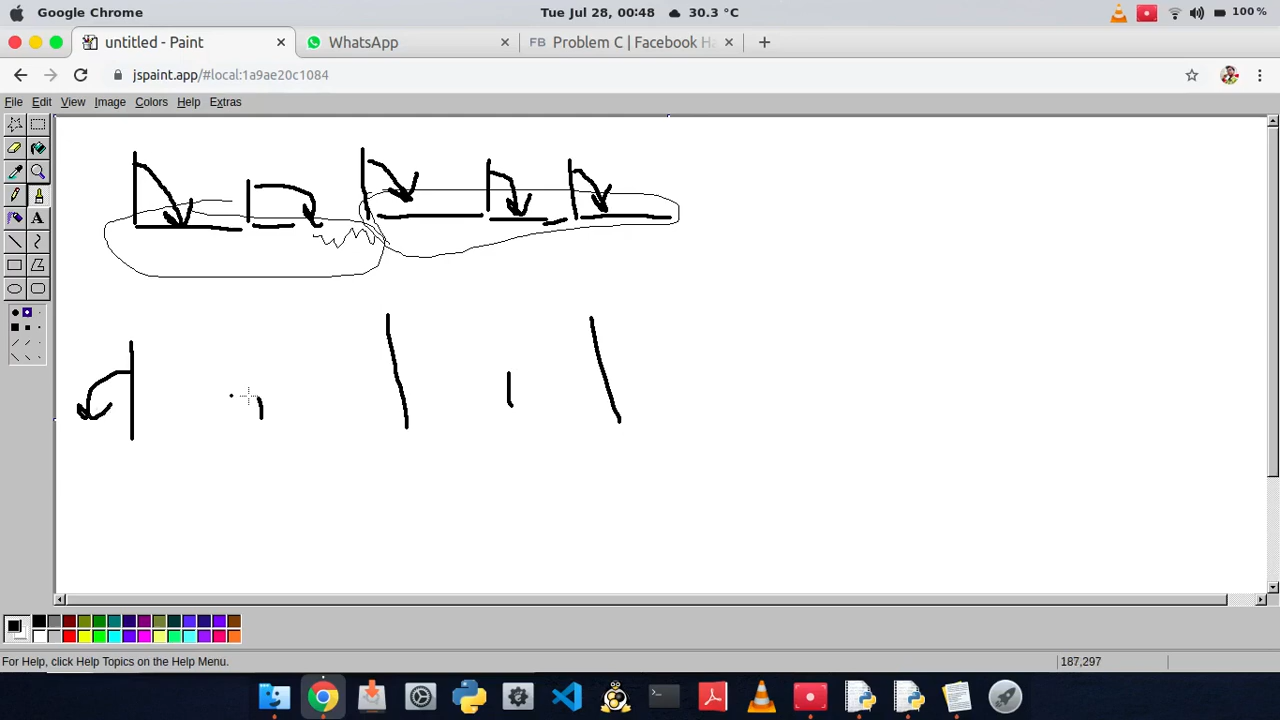 Google Chrome Tue Jul 28, 00:48 30.3 °C 100 %
untitled - Paint WhatsApp FB Problem C | Facebook Ha
jspaint.app/#local:1a9ae20c1084
File Edit View Image Colors Help Extras
A
For Help, click Help Topics on the Help Menu. 187,297